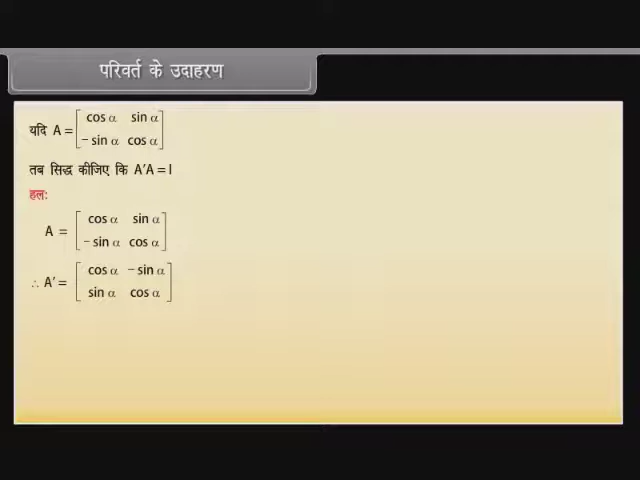 परिवर्त के उदाहरण
यदि A = [cos α sin α
− sin α cos α]
तब सिद्ध कीजिए कि A′A = I
हल:
A = [cos α sin α
− sin α cos α]
∴ A′ = [cos α − sin α
sin α cos α]